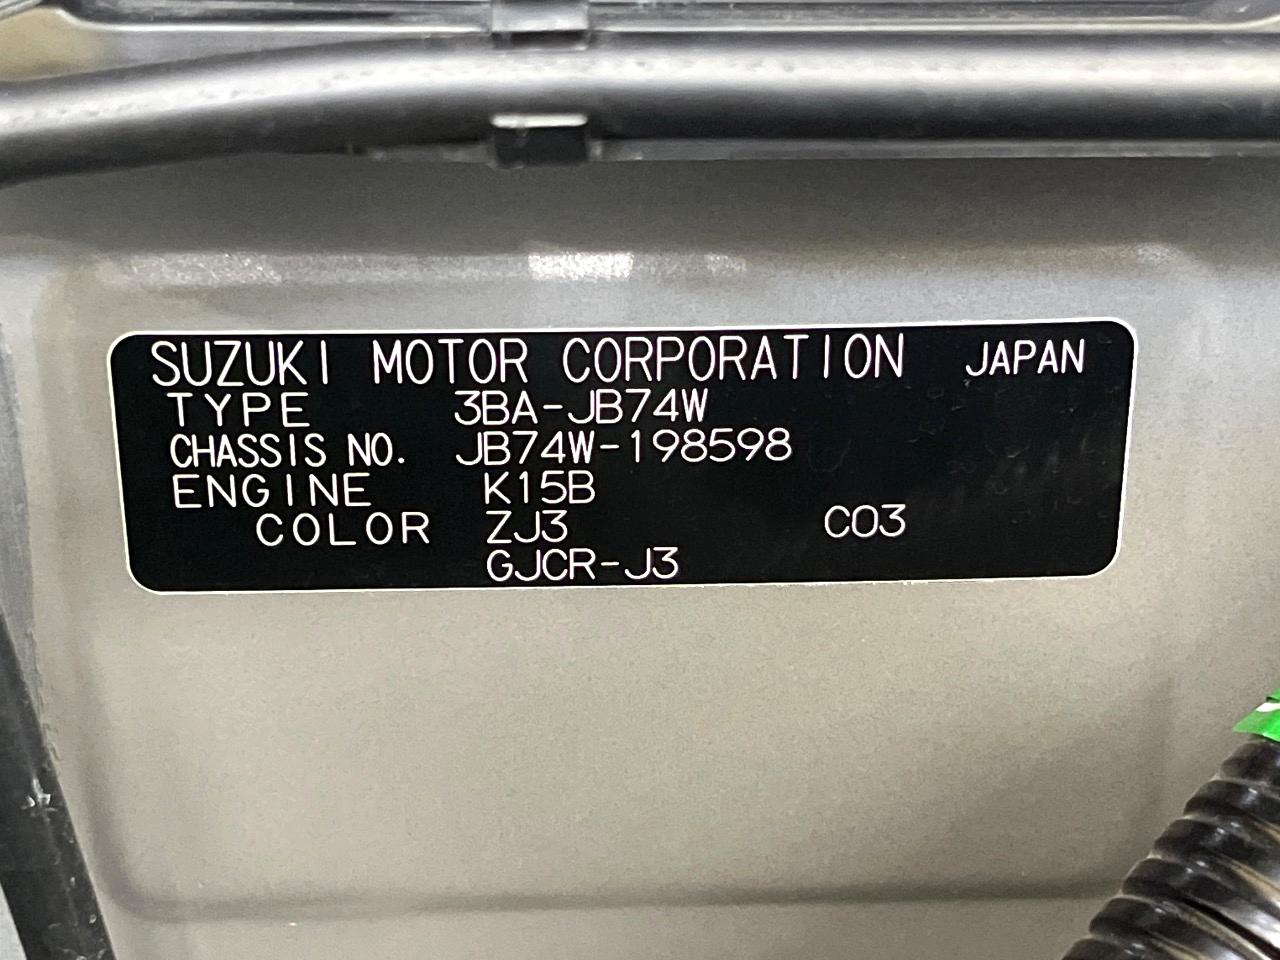 SUZUKI MOTOR CORPORATION JAPAN
TYPE 3BA-JB74W
CHASSIS NO. JB74W-198598
ENGINE K15B
COLOR ZJ3 C03
GJCR-J3